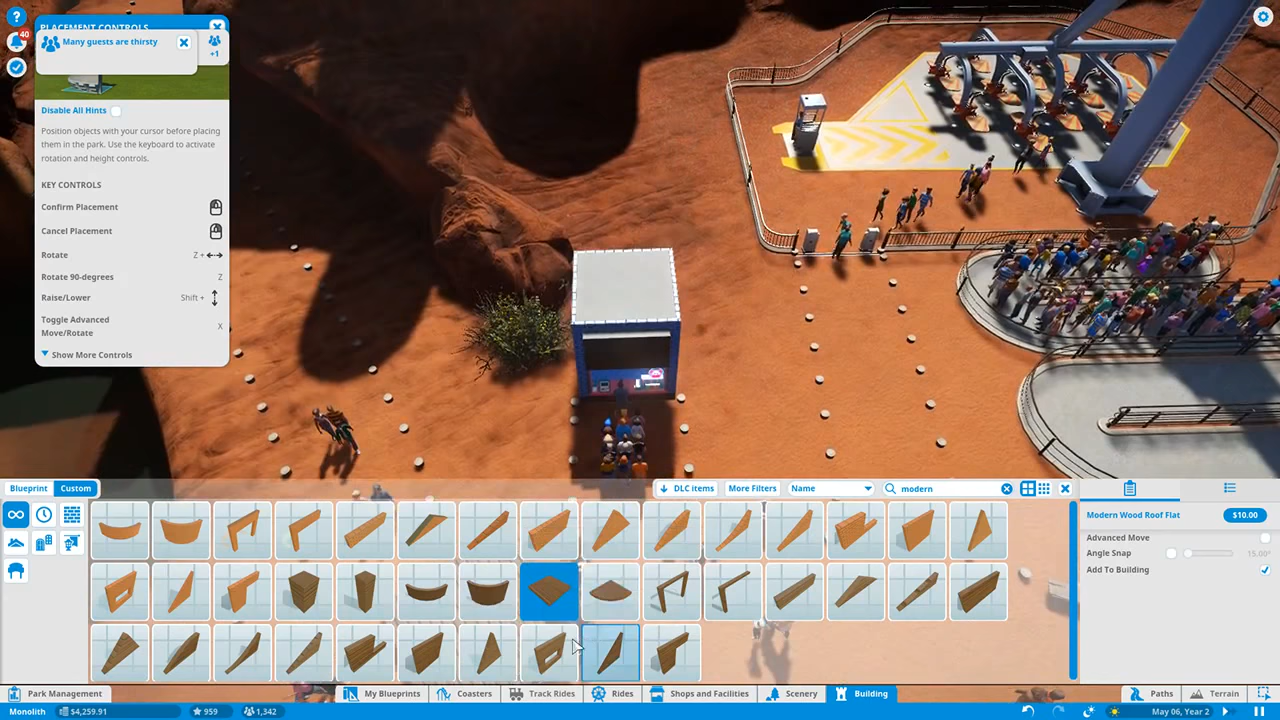 PLACEMENT CONTROLS
40
Many guests are thirsty
+1
Disable All Hints
Position objects with your cursor before placing
them in the park. Use the keyboard to activate
rotation and height controls.
KEY CONTROLS
Confirm Placement
Cancel Placement
Rotate Z +
Rotate 90-degrees Z
Raise/Lower Shift +
Toggle Advanced
Move/Rotate X
Show More Controls
Blueprint Custom DLC items More Filters Name modern
Modern Wood Roof Flat $10.00
Advanced Move
Angle Snap 15.00°
Add To Building
Park Management My Blueprints Coasters Track Rides Rides Shops and Facilities Scenery Building Paths Terrain
Monolith $4,259.91 959 1,342 May 06, Year 2